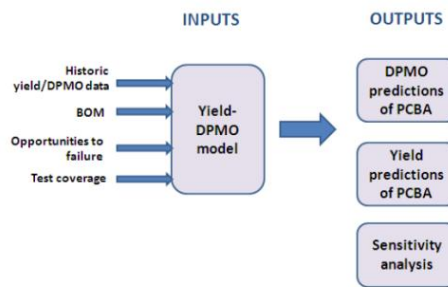 INPUTS
OUTPUTS
Historic
yield/DPMO data
BOM
Opportunities to
failure
Test coverage
Yield-
DPMO
model
DPMO
predictions
of PCBA
Yield
predictions
of PCBA
Sensitivity
analysis